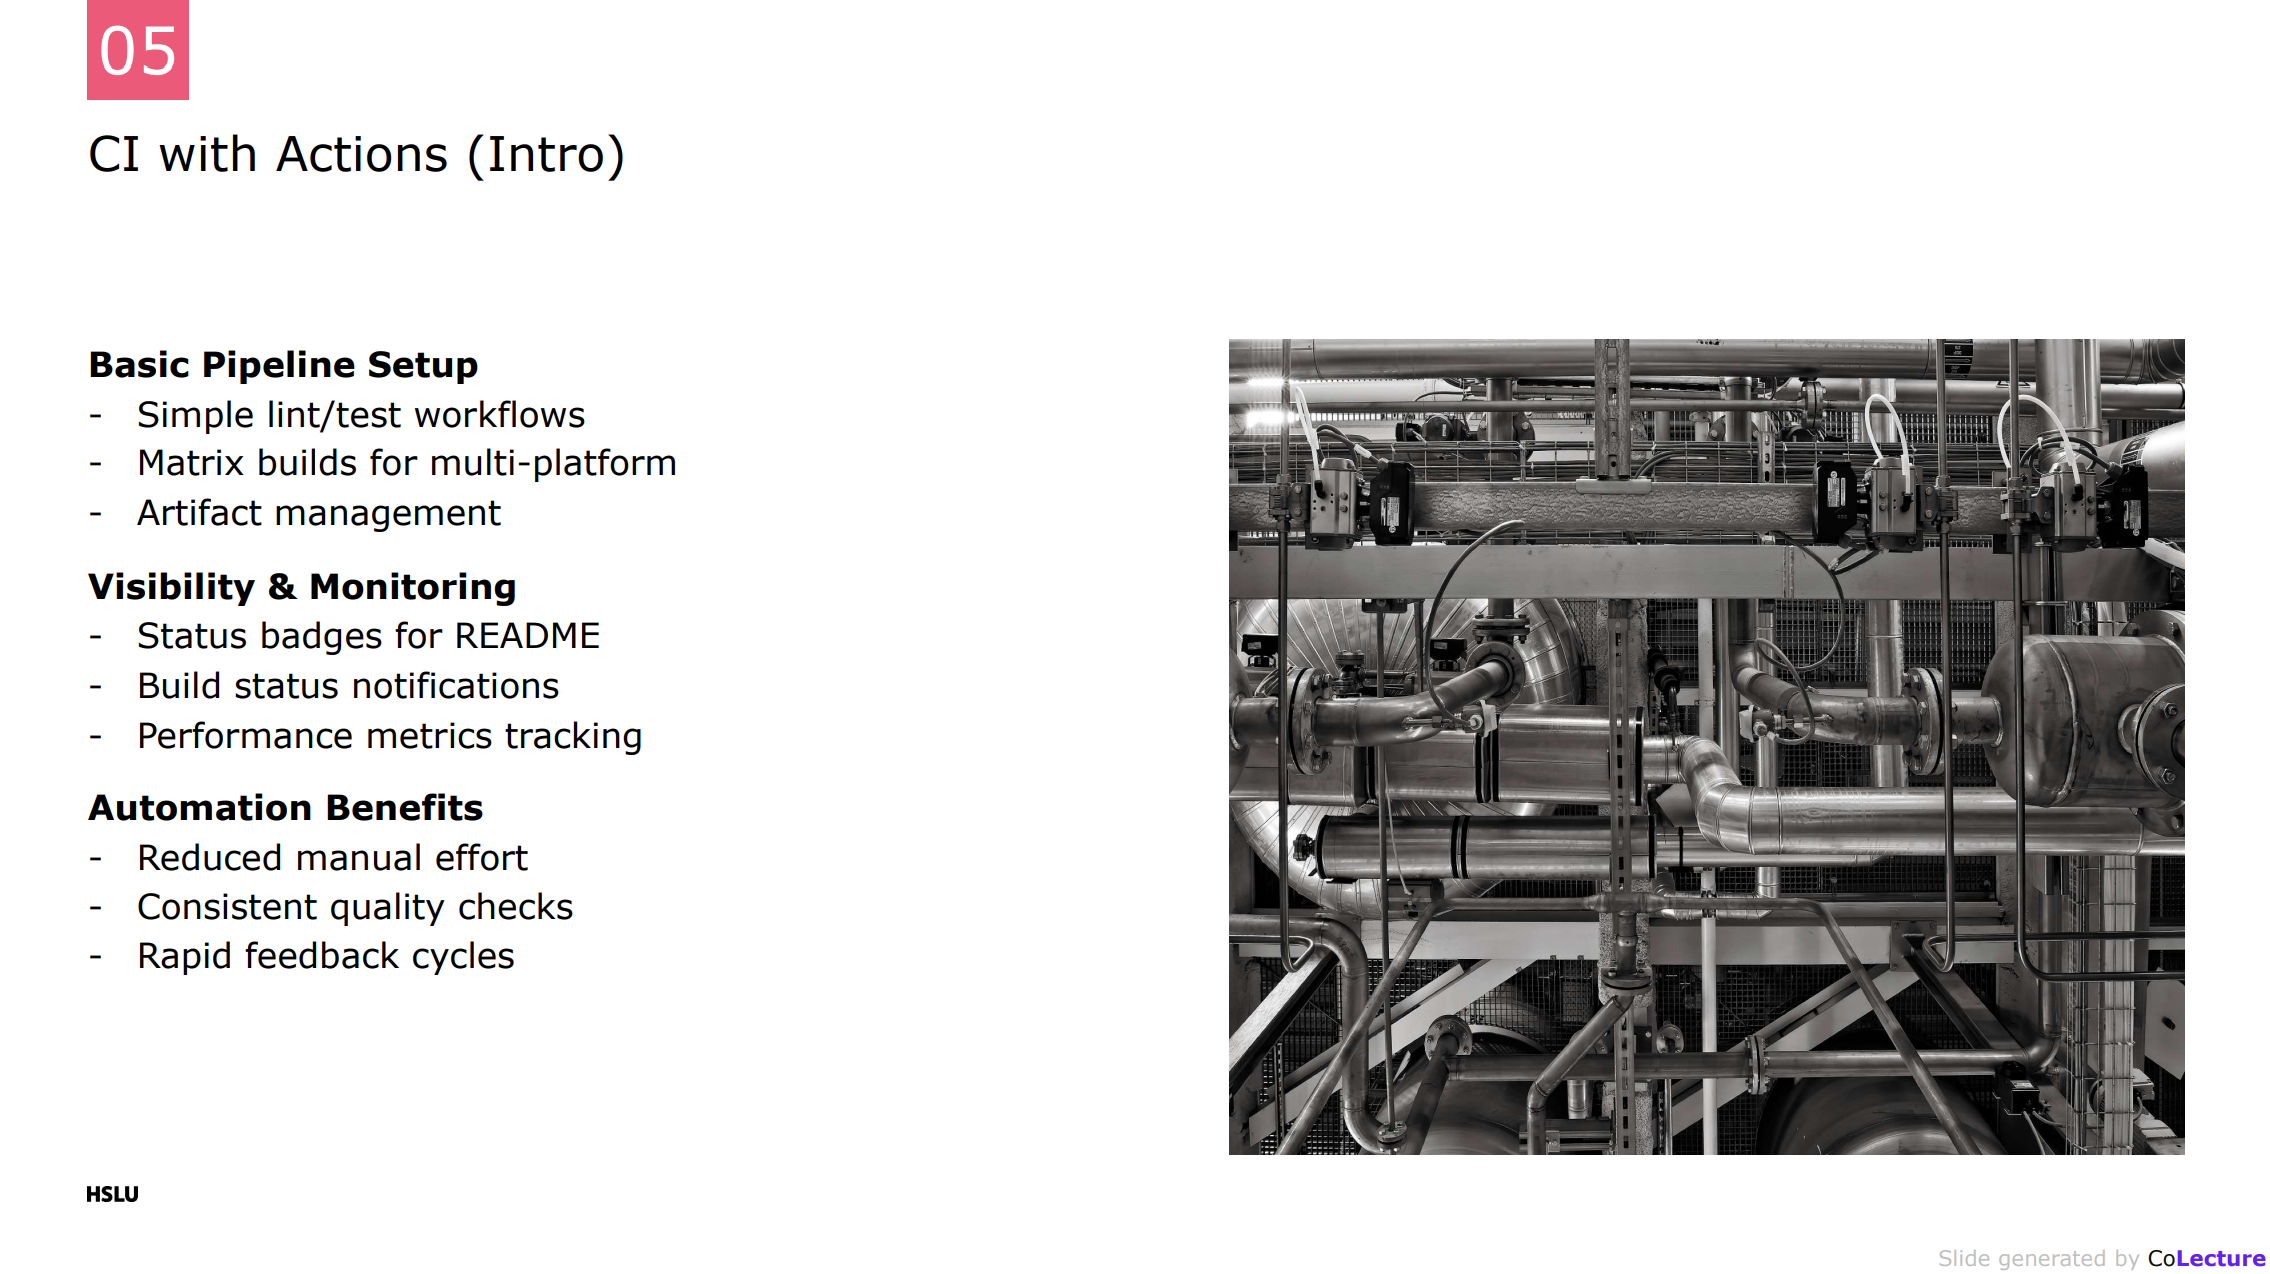 05
CI with Actions (Intro)
Basic Pipeline Setup
- Simple lint/test workflows
- Matrix builds for multi-platform
- Artifact management
Visibility & Monitoring
- Status badges for README
- Build status notifications
- Performance metrics tracking
Automation Benefits
- Reduced manual effort
- Consistent quality checks
- Rapid feedback cycles
HSLU
Slide generated by CoLecture